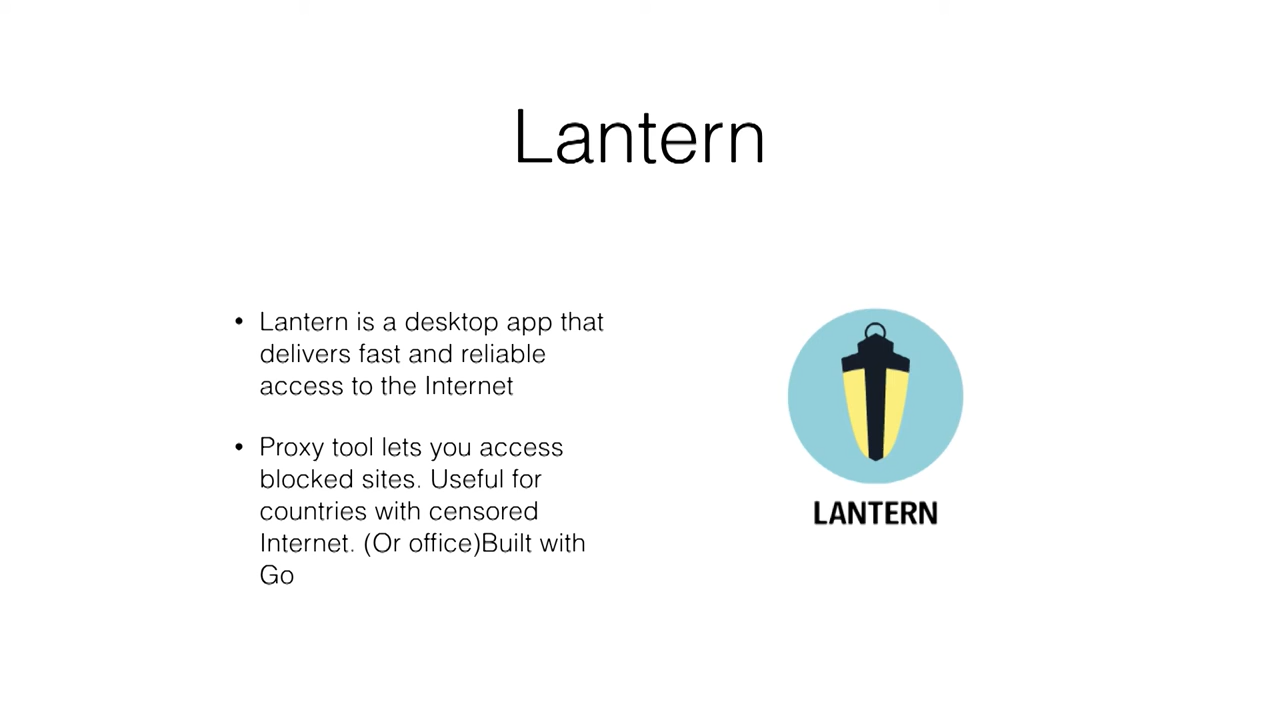 Lantern
• Lantern is a desktop app that
delivers fast and reliable
access to the Internet
• Proxy tool lets you access
blocked sites. Useful for
countries with censored
Internet. (Or office)Built with
Go
LANTERN